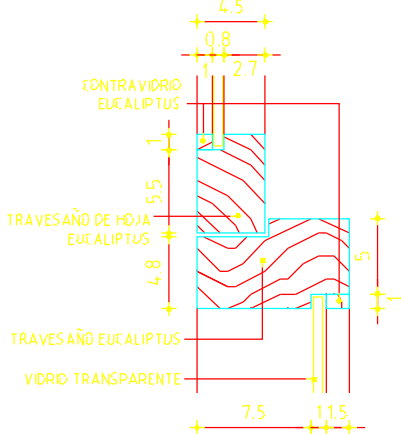 4.5
0.8
1 2.7
CONTRAVIDRIO
EUCALIPTUS
1
5.5
TRAVESAÑO DE HOJA
EUCALIPTUS
4.8
5
1
TRAVESAÑO EUCALIPTUS
VIDRIO TRANSPARENTE
7.5 1 1.5